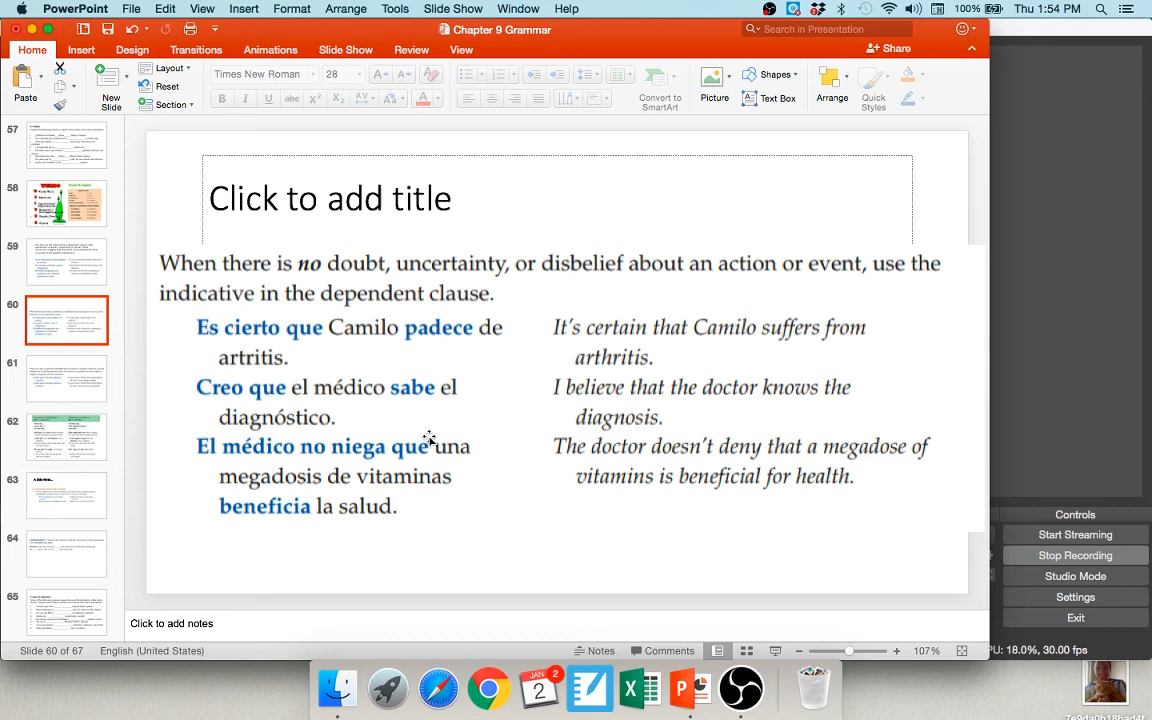 PowerPoint File Edit View Insert Format Arrange Tools Slide Show Window Help 100% Thu 1:54 PM
Chapter 9 Grammar
Search in Presentation
Home Insert Design Transitions Animations Slide Show Review View Share
Paste
New Slide
Layout
Reset
Section
Times New Roman 28
Convert to SmartArt
Picture
Shapes
Text Box
Arrange
Quick Styles
57
58
59
60
61
62
63
64
65
Click to add title
When there is no doubt, uncertainty, or disbelief about an action or event, use the
indicative in the dependent clause.
Es cierto que Camilo padece de
artritis.
It's certain that Camilo suffers from
arthritis.
Creo que el médico sabe el
diagnóstico.
I believe that the doctor knows the
diagnosis.
El médico no niega que una
megadosis de vitaminas
beneficia la salud.
The doctor doesn't deny that a megadose of
vitamins is beneficial for health.
Click to add notes
Slide 60 of 67 English (United States) Notes Comments 107%
Controls
Start Streaming
Stop Recording
Studio Mode
Settings
Exit
PU: 18.0%, 30.00 fps
JAN
2
2